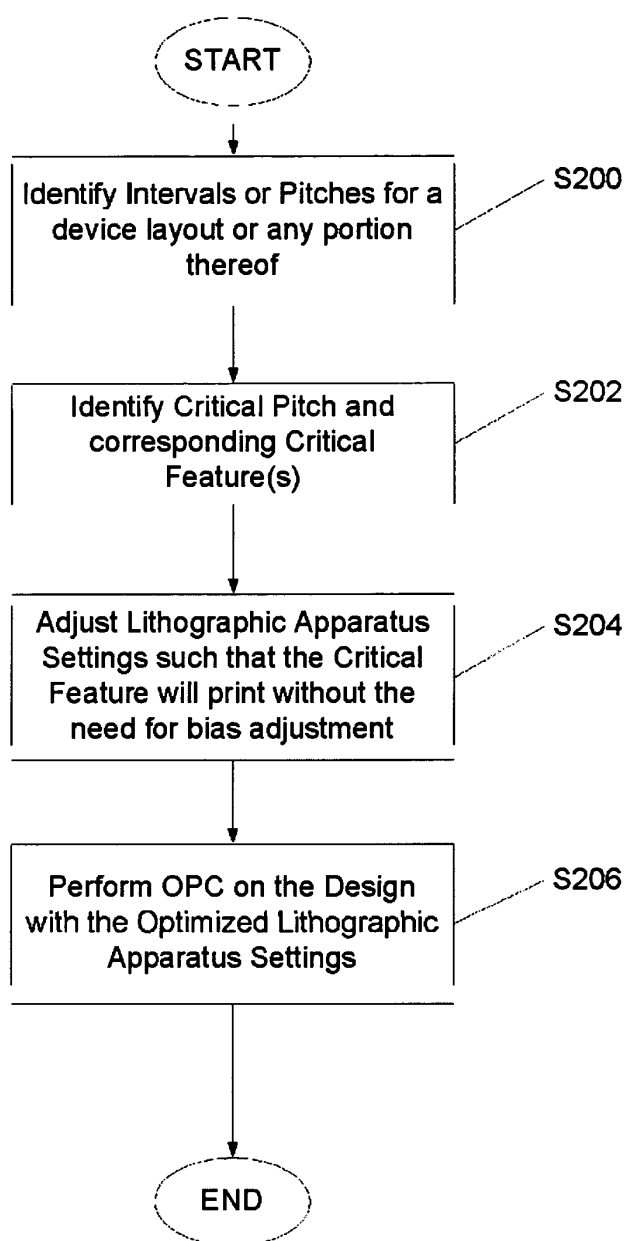 START
Identify Intervals or Pitches for a
device layout or any portion
thereof
S200
Identify Critical Pitch and
corresponding Critical
Feature(s)
S202
Adjust Lithographic Apparatus
Settings such that the Critical
Feature will print without the
need for bias adjustment
S204
Perform OPC on the Design
with the Optimized Lithographic
Apparatus Settings
S206
END